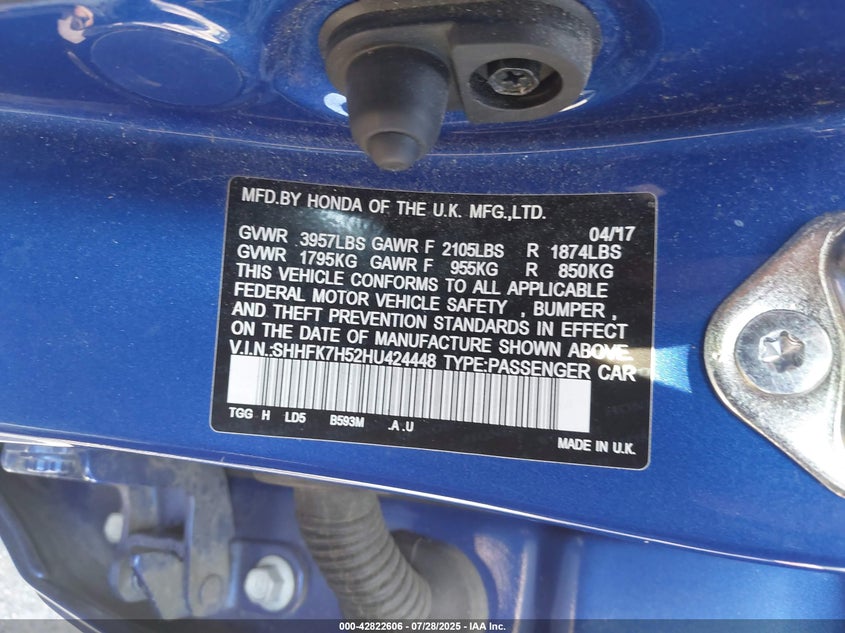 MFD.BY HONDA OF THE U.K. MFG.,LTD.
04/17
GVWR 3957LBS GAWR F 2105LBS R 1874LBS
GVWR 1795KG GAWR F 955KG R 850KG
THIS VEHICLE CONFORMS TO ALL APPLICABLE
FEDERAL MOTOR VEHICLE SAFETY , BUMPER ,
AND THEFT PREVENTION STANDARDS IN EFFECT
ON THE DATE OF MANUFACTURE SHOWN ABOVE.
V.I.N.:SHHFK7H52HU424448 TYPE:PASSENGER CAR
TGG H LD5 B593M .A .U
MADE IN U.K.
000-42822606 - 07/28/2025 - IAA Inc.